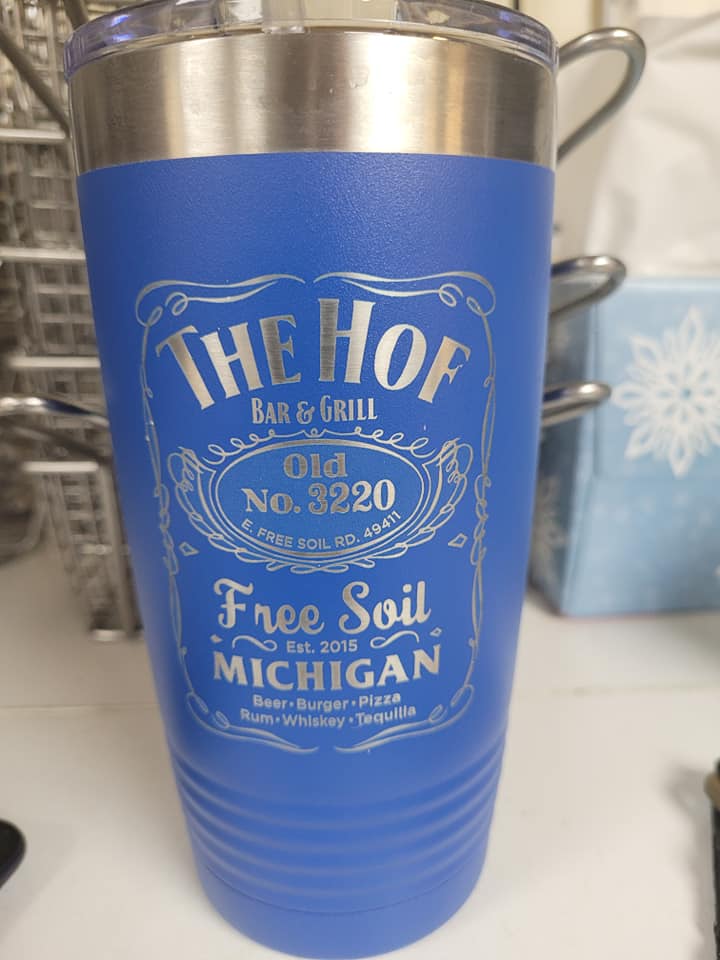 THE HOF
BAR & GRILL
Old
No. 3220
E. FREE SOIL RD. 49411
Free Soil
Est. 2015
MICHIGAN
Beer • Burger • Pizza
Rum • Whiskey • Tequilla